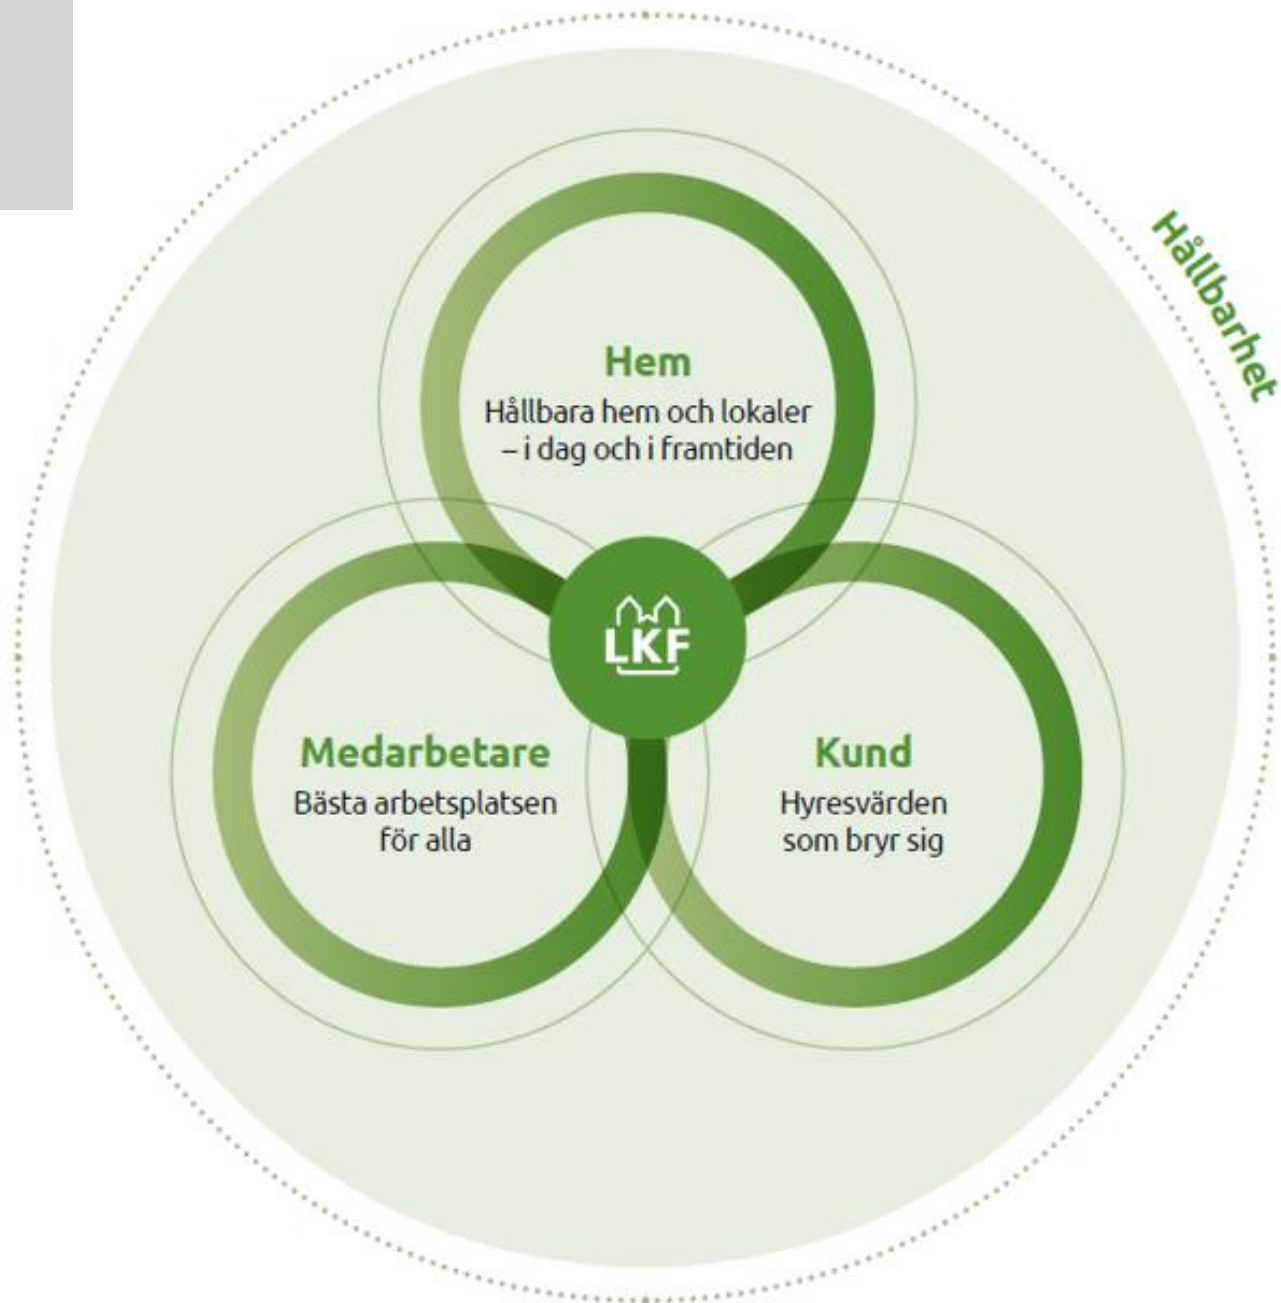 Hållbarhet
Hem
Hållbara hem och lokaler
– i dag och i framtiden
LKF
Medarbetare
Bästa arbetsplatsen
för alla
Kund
Hyresvärden
som bryr sig